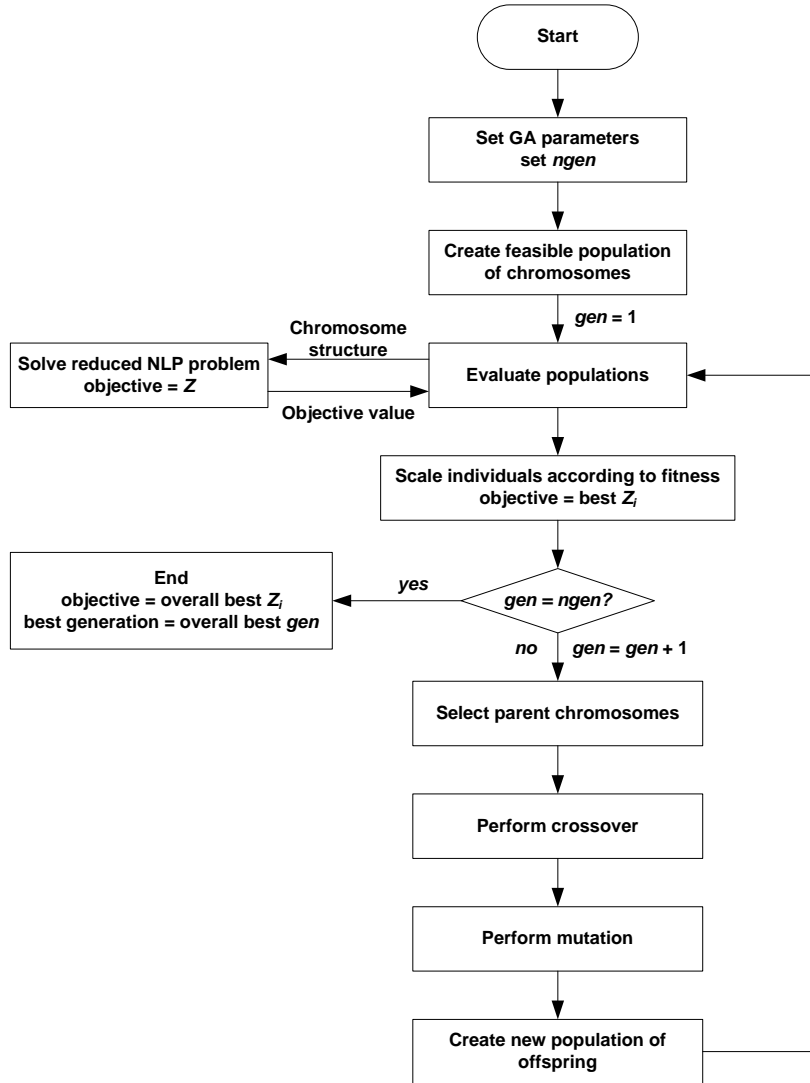 Start
Set GA parameters
set ngen
Create feasible population
of chromosomes
gen = 1
Chromosome
structure
Solve reduced NLP problem
objective = Z
Evaluate populations
Objective value
Scale individuals according to fitness
objective = best Zi
End
objective = overall best Zi
best generation = overall best gen
yes
gen = ngen?
no
gen = gen + 1
Select parent chromosomes
Perform crossover
Perform mutation
Create new population of
offspring